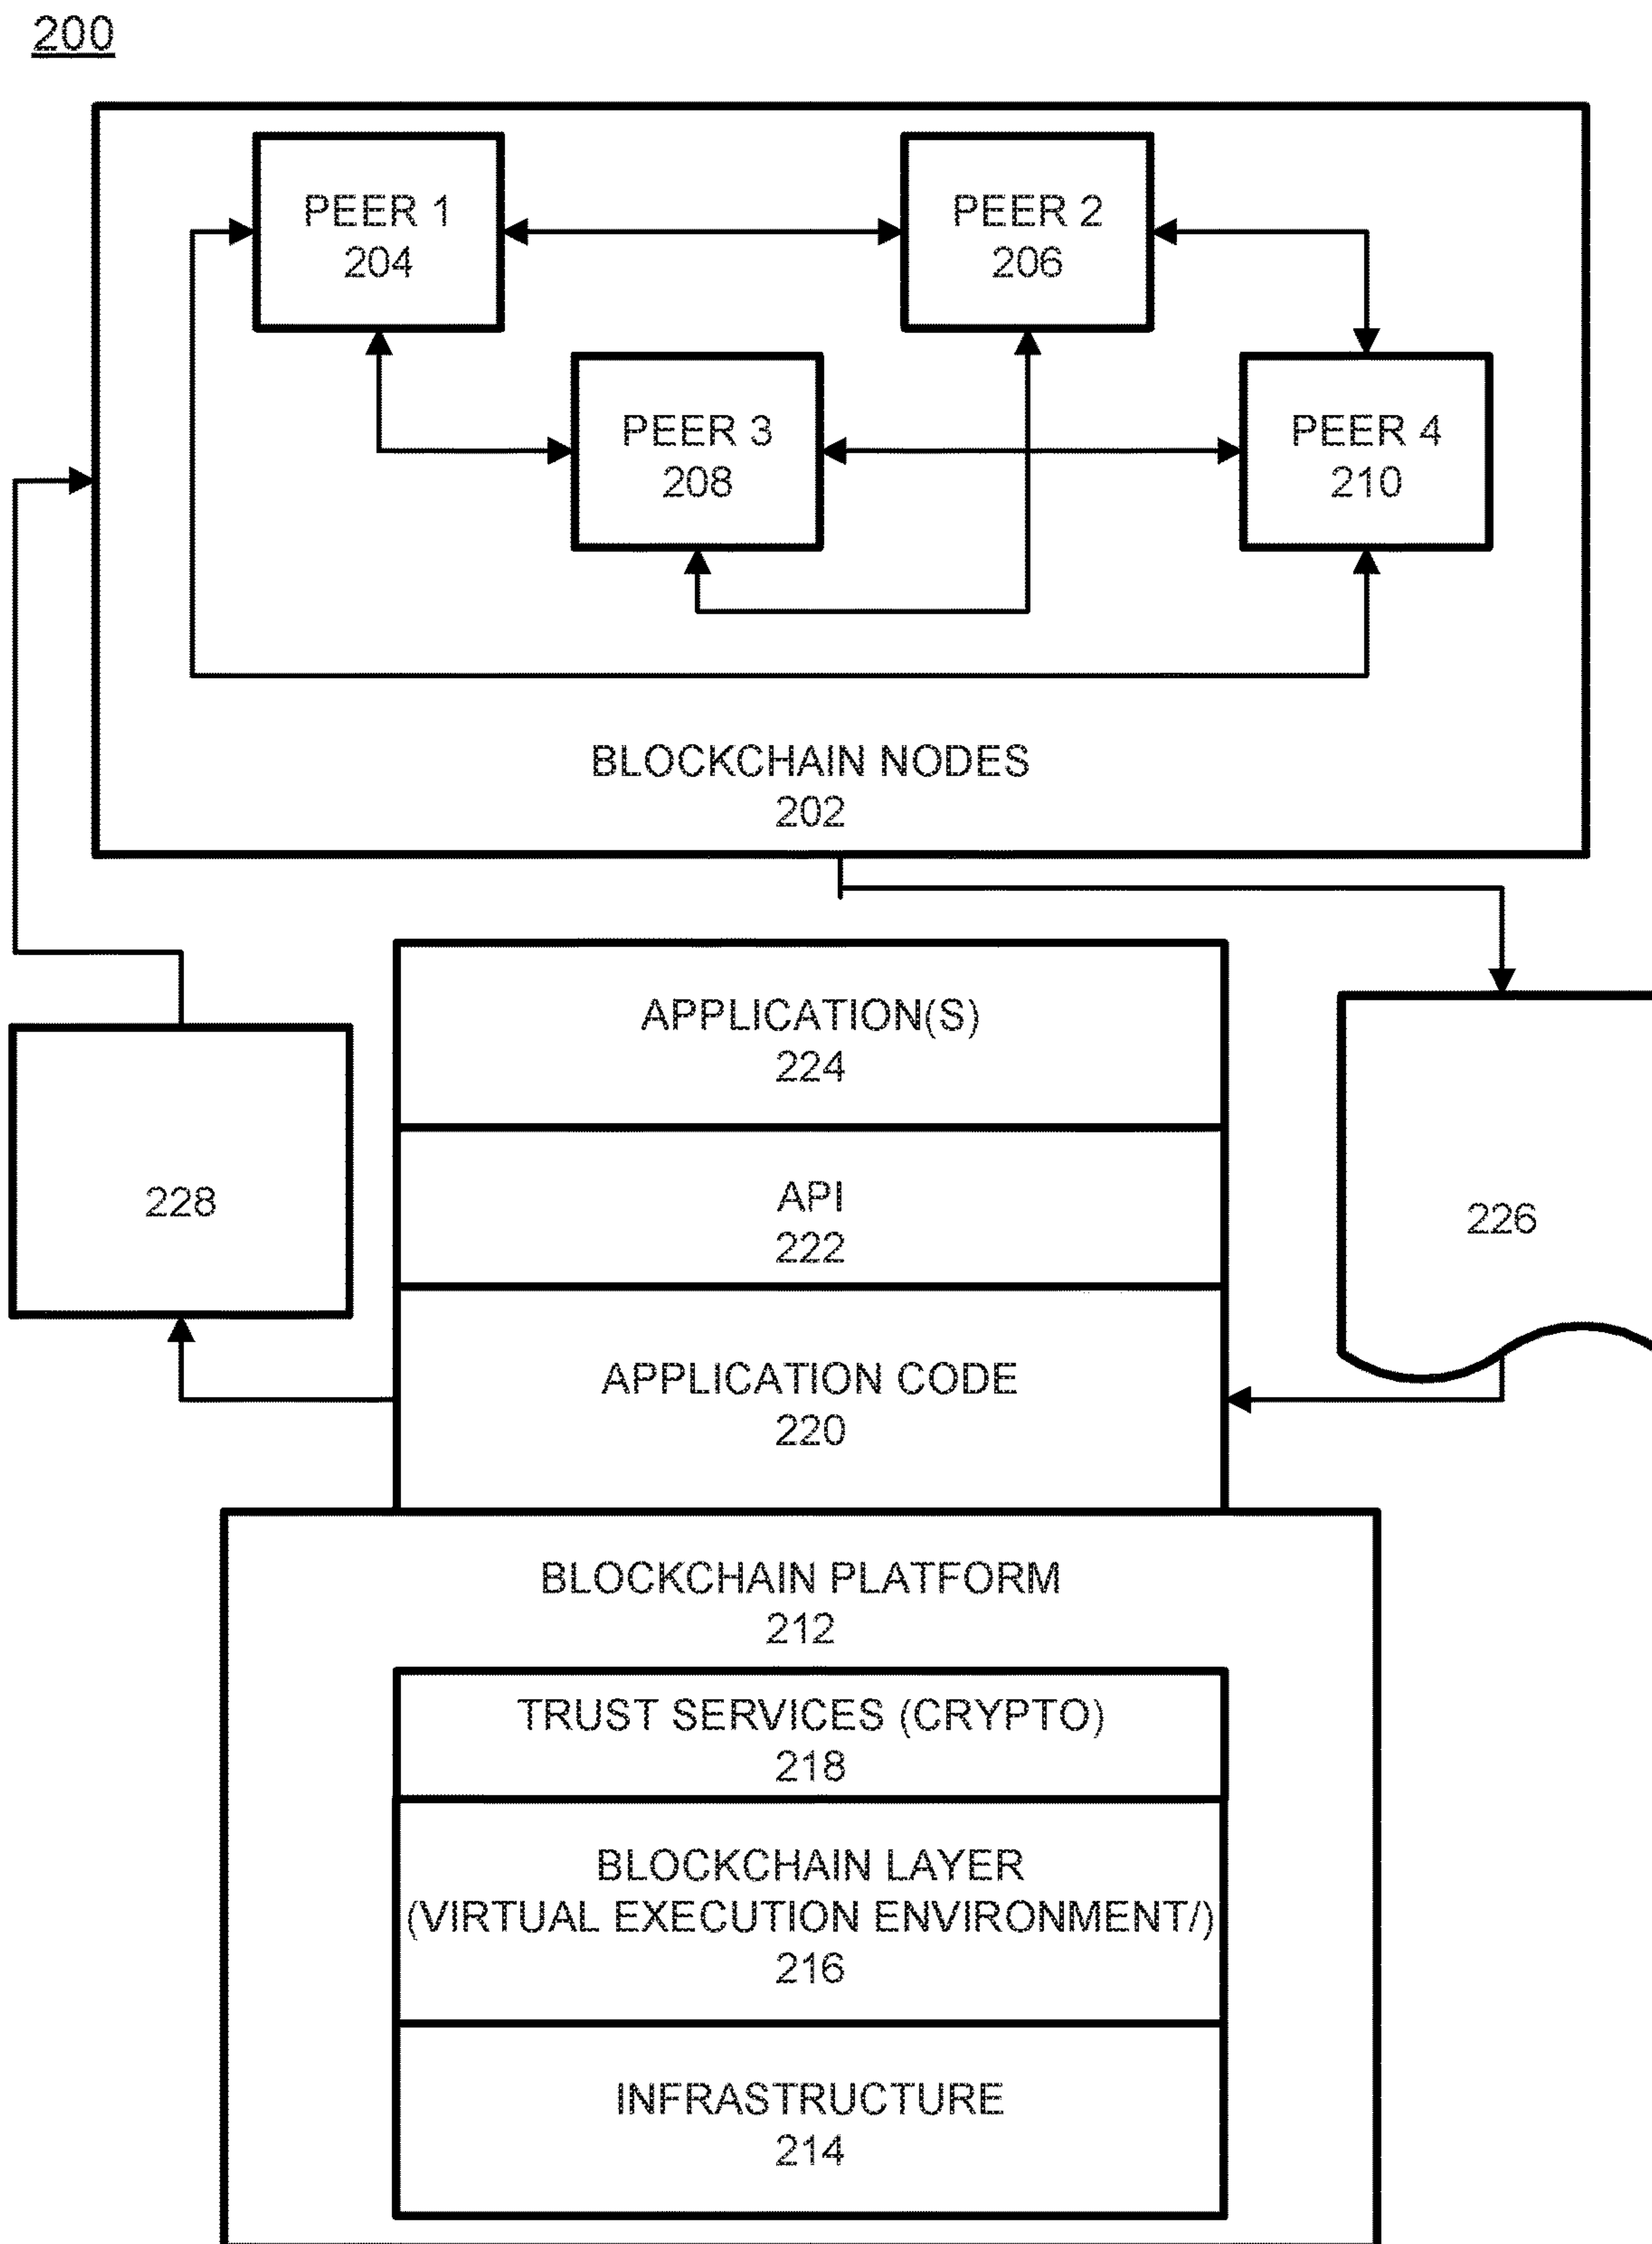 200
PEER 1
204
PEER 2
206
PEER 3
208
PEER 4
210
BLOCKCHAIN NODES
202
APPLICATION(S)
224
API
222
228
226
APPLICATION CODE
220
BLOCKCHAIN PLATFORM
212
TRUST SERVICES (CRYPTO)
218
BLOCKCHAIN LAYER
(VIRTUAL EXECUTION ENVIRONMENT/)
216
INFRASTRUCTURE
214